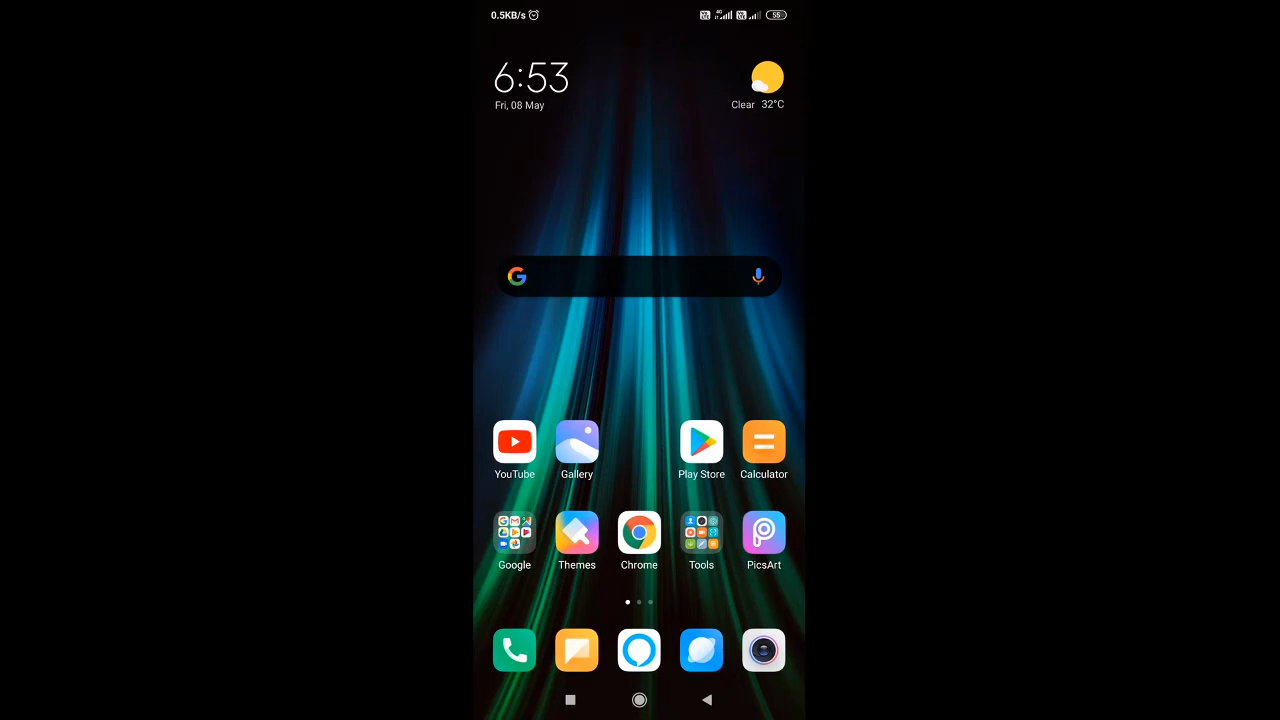 0.5KB/s 55
6:53
Fri, 08 May
Clear 32°C
YouTube Gallery Play Store Calculator
Google Themes Chrome Tools PicsArt